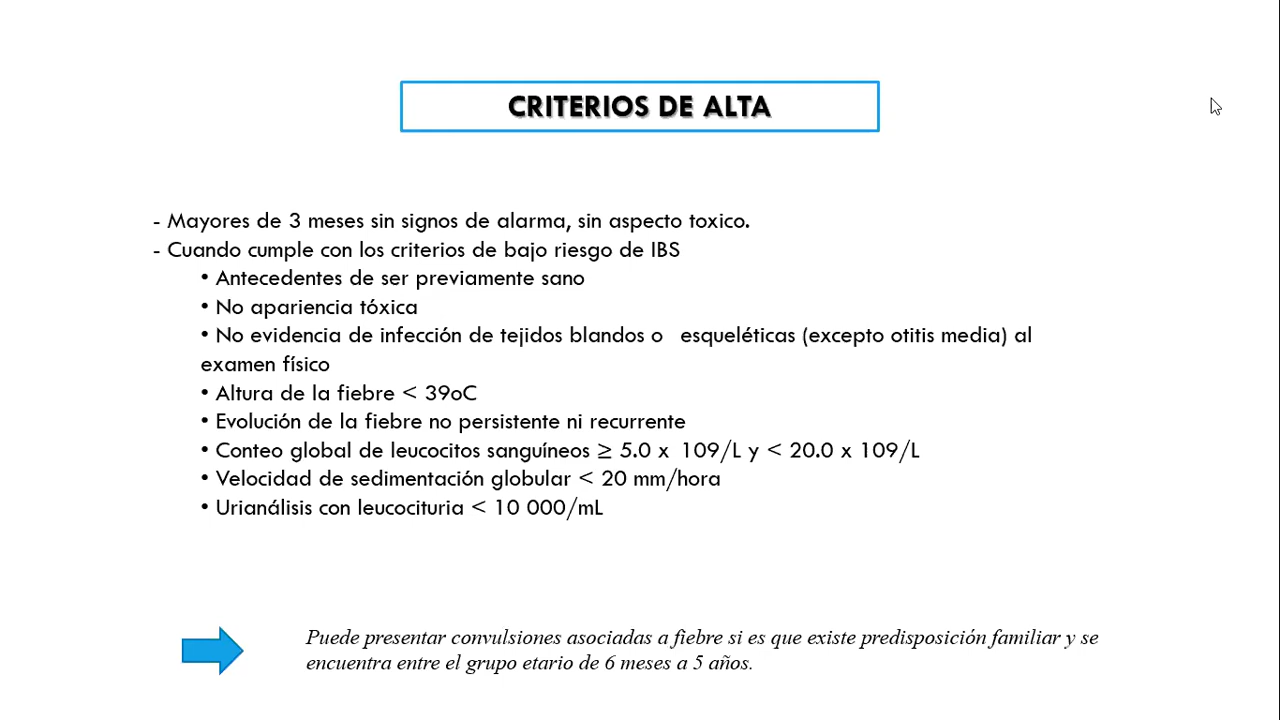 CRITERIOS DE ALTA
- Mayores de 3 meses sin signos de alarma, sin aspecto toxico.
- Cuando cumple con los criterios de bajo riesgo de IBS
• Antecedentes de ser previamente sano
• No apariencia tóxica
• No evidencia de infección de tejidos blandos o esqueléticas (excepto otitis media) al
examen físico
• Altura de la fiebre < 39oC
• Evolución de la fiebre no persistente ni recurrente
• Conteo global de leucocitos sanguíneos ≥ 5.0 x 109/L y < 20.0 x 109/L
• Velocidad de sedimentación globular < 20 mm/hora
• Urianálisis con leucocituria < 10 000/mL
Puede presentar convulsiones asociadas a fiebre si es que existe predisposición familiar y se
encuentra entre el grupo etario de 6 meses a 5 años.